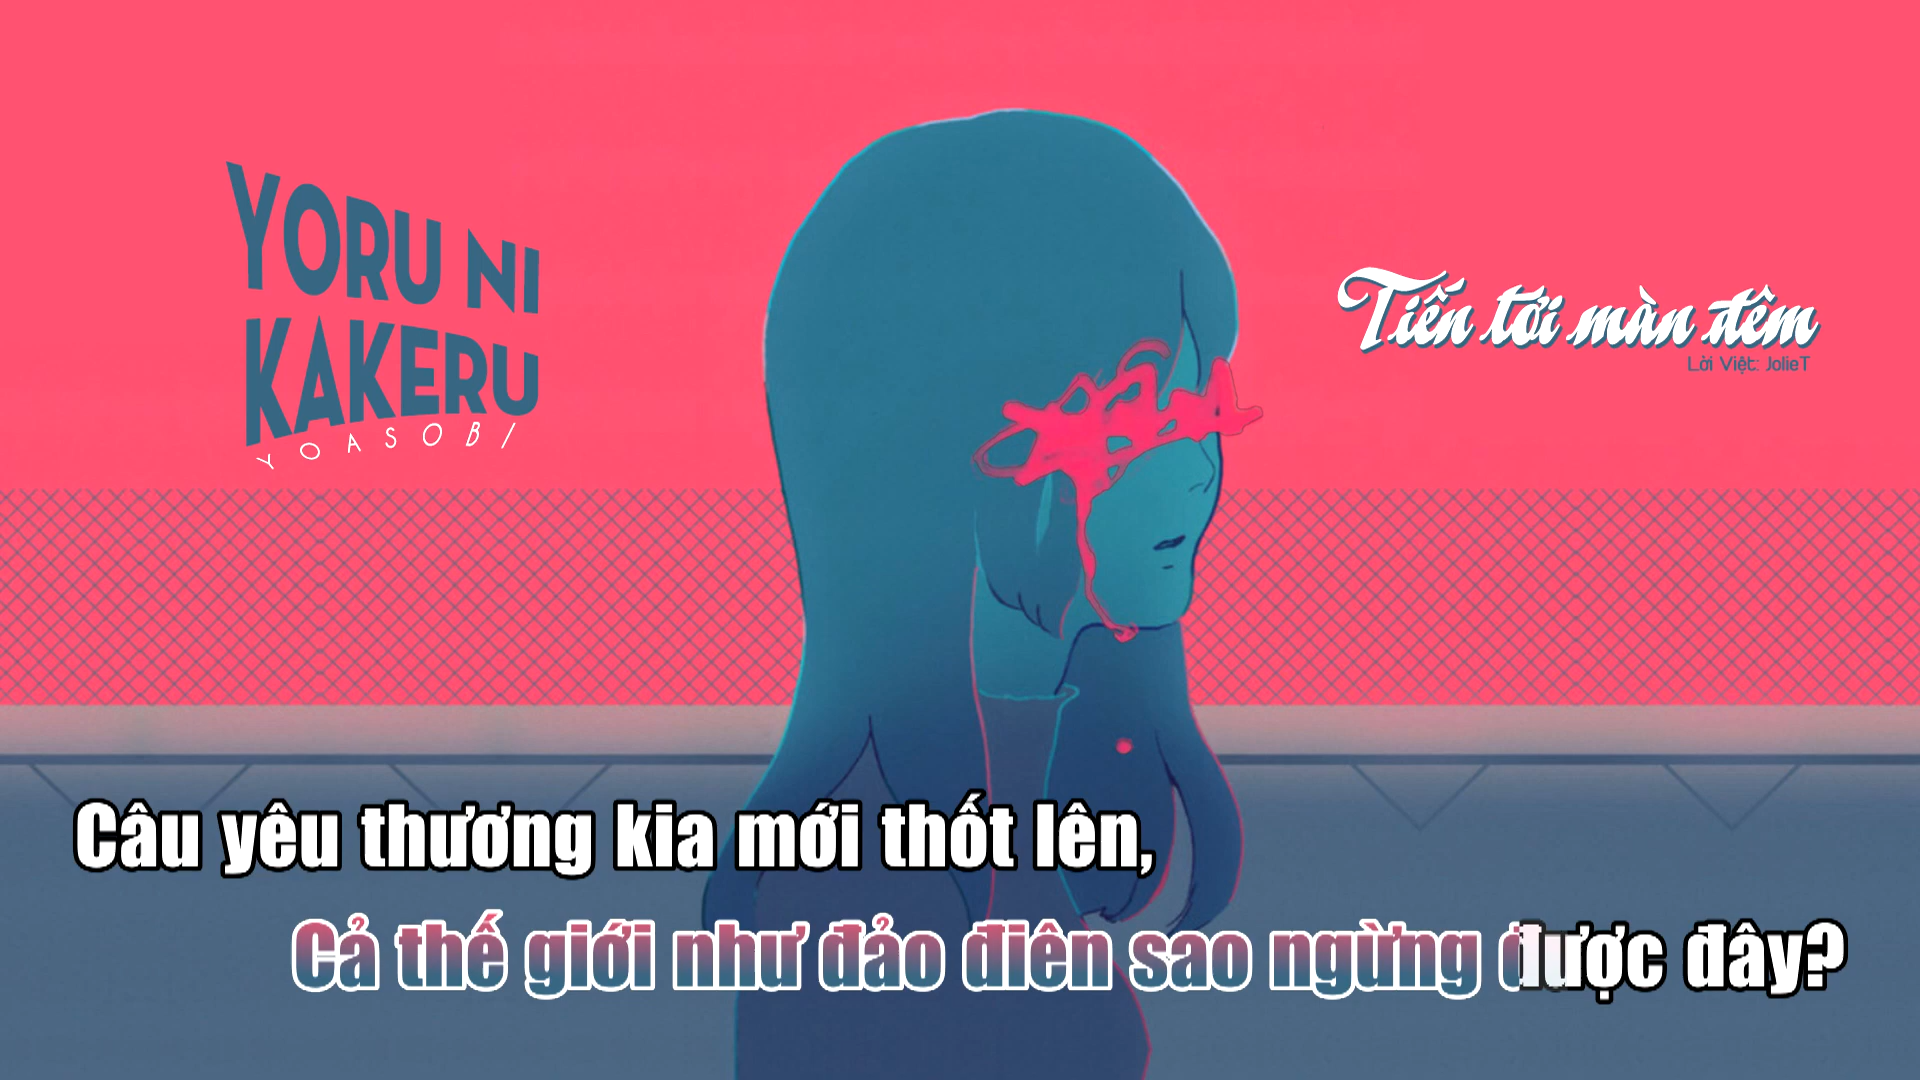 YORU NI
KAKERU
YOASOBI
Tiến tới màn đêm
Lời Việt: JolieT
Câu yêu thương kia mới thốt lên,
Cả thế giới như đảo điên sao ngừng được đây?